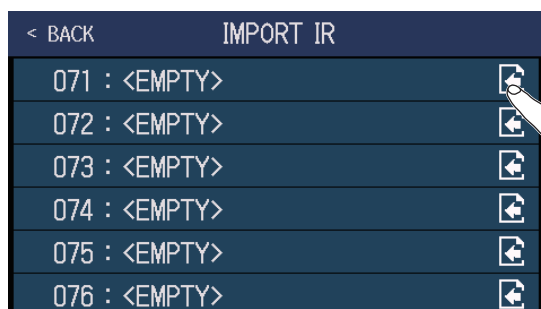 < BACK IMPORT IR
071 : <EMPTY>
072 : <EMPTY>
073 : <EMPTY>
074 : <EMPTY>
075 : <EMPTY>
076 : <EMPTY>